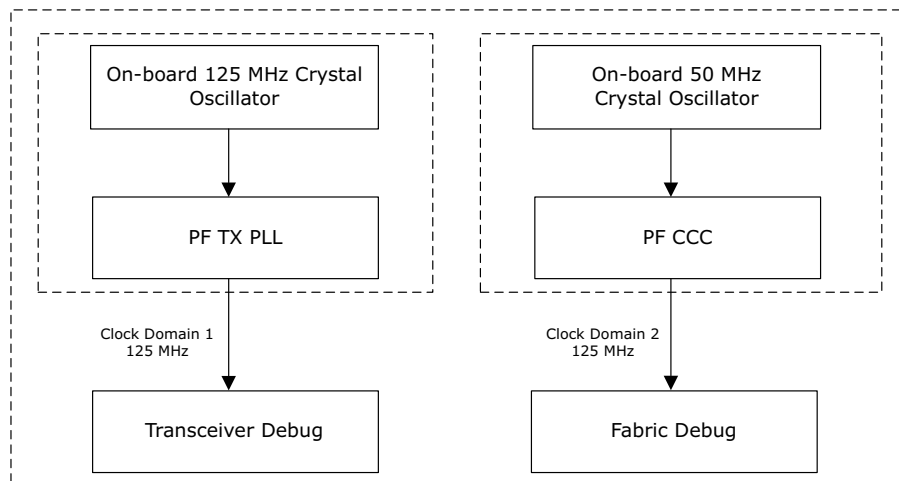 On-board 125 MHz Crystal
Oscillator
PF TX PLL
Clock Domain 1
125 MHz
Transceiver Debug
On-board 50 MHz
Crystal Oscillator
PF CCC
Clock Domain 2
125 MHz
Fabric Debug